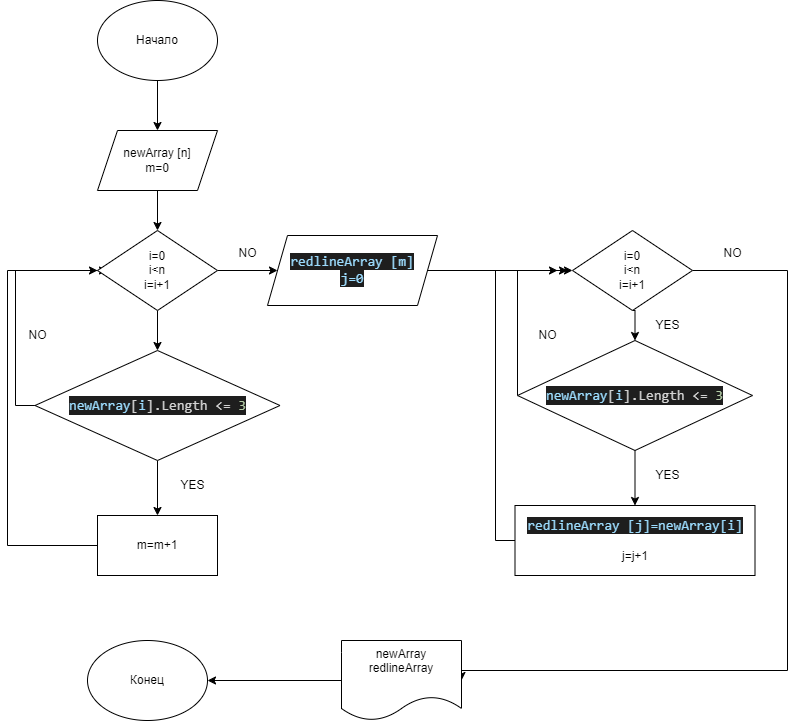 Начало
newArray [n]
m=0
i=0
i<n
i=i+1
NO
redlineArray [m]
j=0
i=0
i<n
i=i+1
NO
NO
newArray[i].Length <= 3
YES
m=m+1
YES
NO
newArray[i].Length <= 3
YES
redlineArray [j]=newArray[i]
j=j+1
newArray
redlineArray
Конец